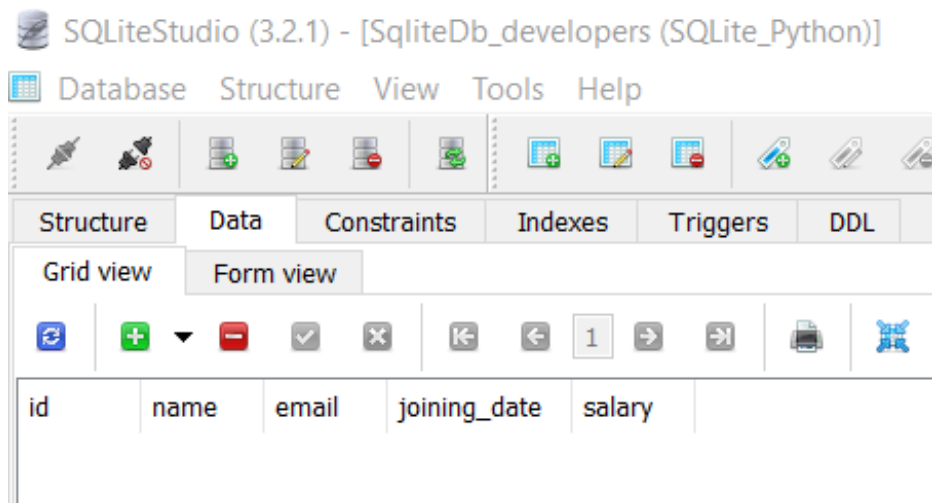 SQLiteStudio (3.2.1) - [SqliteDb_developers (SQLite_Python)]
Database Structure View Tools Help
Structure Data Constraints Indexes Triggers DDL
Grid view Form view
1
id name email joining_date salary